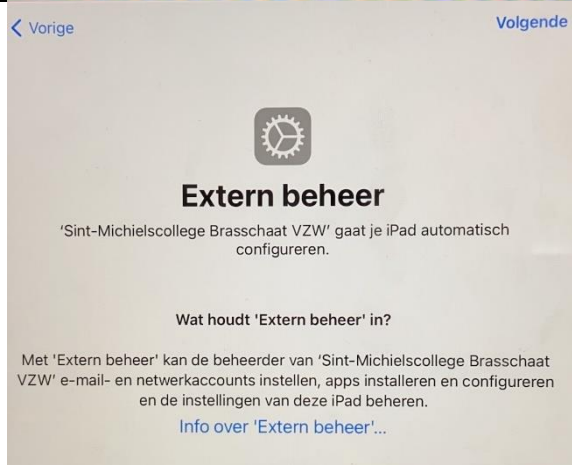 Vorige
Volgende
Extern beheer
'Sint-Michielscollege Brasschaat VZW' gaat je iPad automatisch
configureren.
Wat houdt 'Extern beheer' in?
Met 'Extern beheer' kan de beheerder van 'Sint-Michielscollege Brasschaat
VZW' e-mail- en netwerkaccounts instellen, apps installeren en configureren
en de instellingen van deze iPad beheren.
Info over 'Extern beheer'...